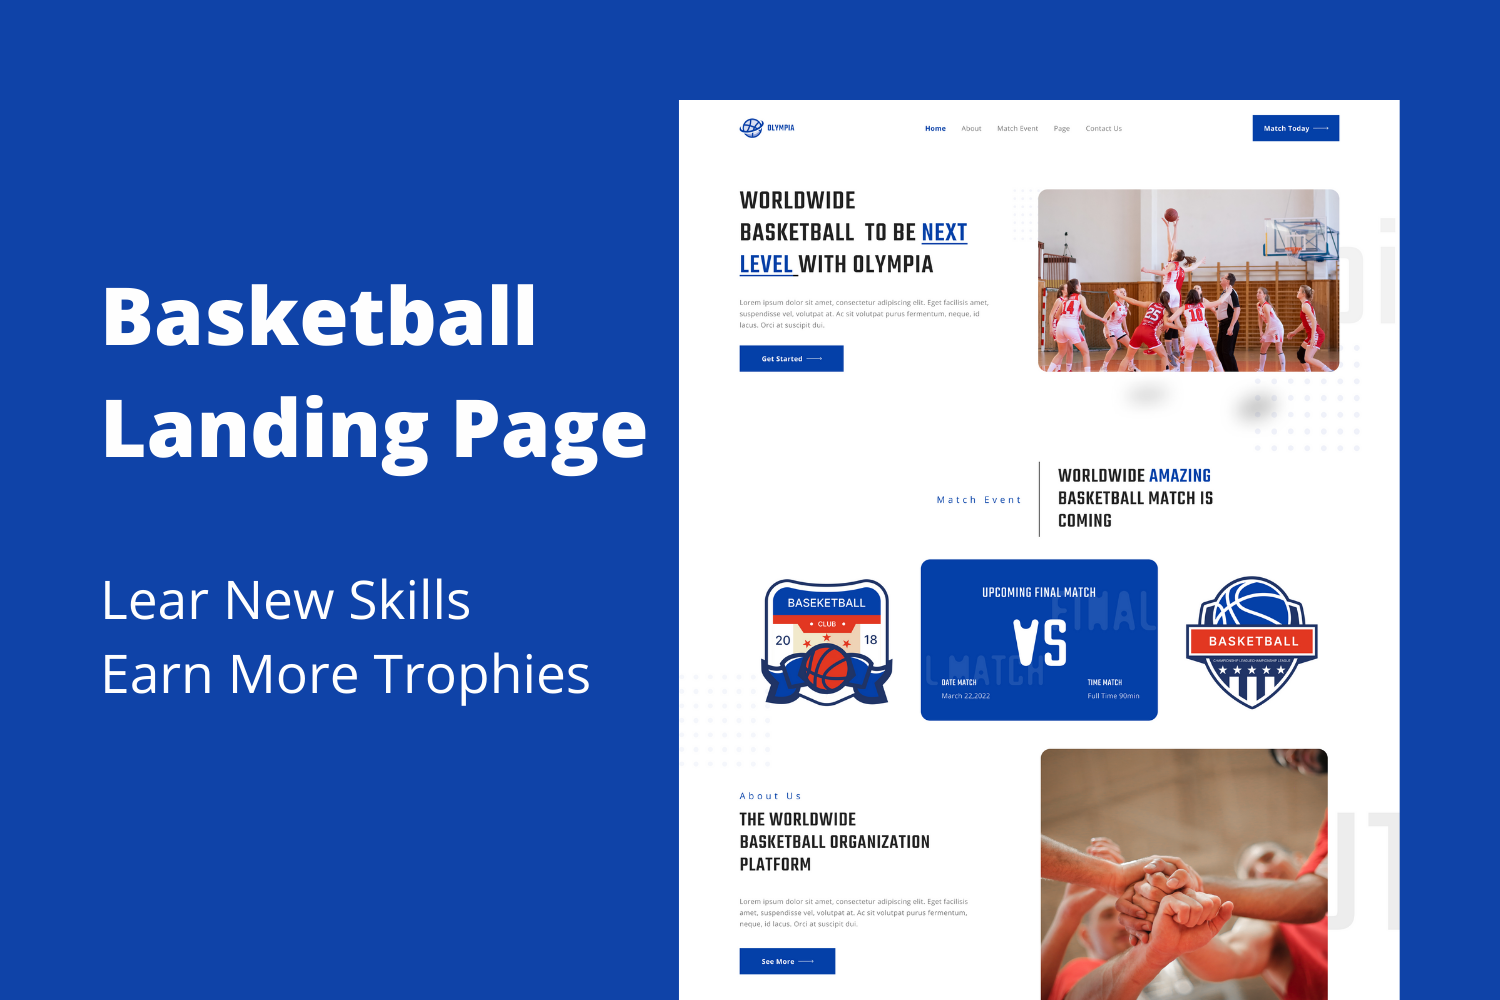 Basketball
Landing Page
Lear New Skills
Earn More Trophies
OLYMPIA
Home About Match Event Page Contact Us
Match Today
WORLDWIDE
BASKETBALL TO BE NEXT
LEVEL WITH OLYMPIA
Lorem ipsum dolor sit amet, consectetur adipiscing elit. Eget facilisis amet,
suspendisse vel, volutpat at. Ac sit volutpat purus fermentum, neque, id
lacus. Orci at suscipit dui.
Get Started
14
25
10
Match Event
WORLDWIDE AMAZING
BASKETBALL MATCH IS
COMING
BASEKETBALL
CLUB
20 18
UPCOMING FINAL MATCH
FINAL
VS
L MATCH
DATE MATCH
March 22,2022
TIME MATCH
Full Time 90min
BASKETBALL
About Us
THE WORLDWIDE
BASKETBALL ORGANIZATION
PLATFORM
Lorem ipsum dolor sit amet, consectetur adipiscing elit. Eget facilisis
amet, suspendisse vel, volutpat at. Ac sit volutpat purus fermentum,
neque, id lacus. Orci at suscipit dui.
See More